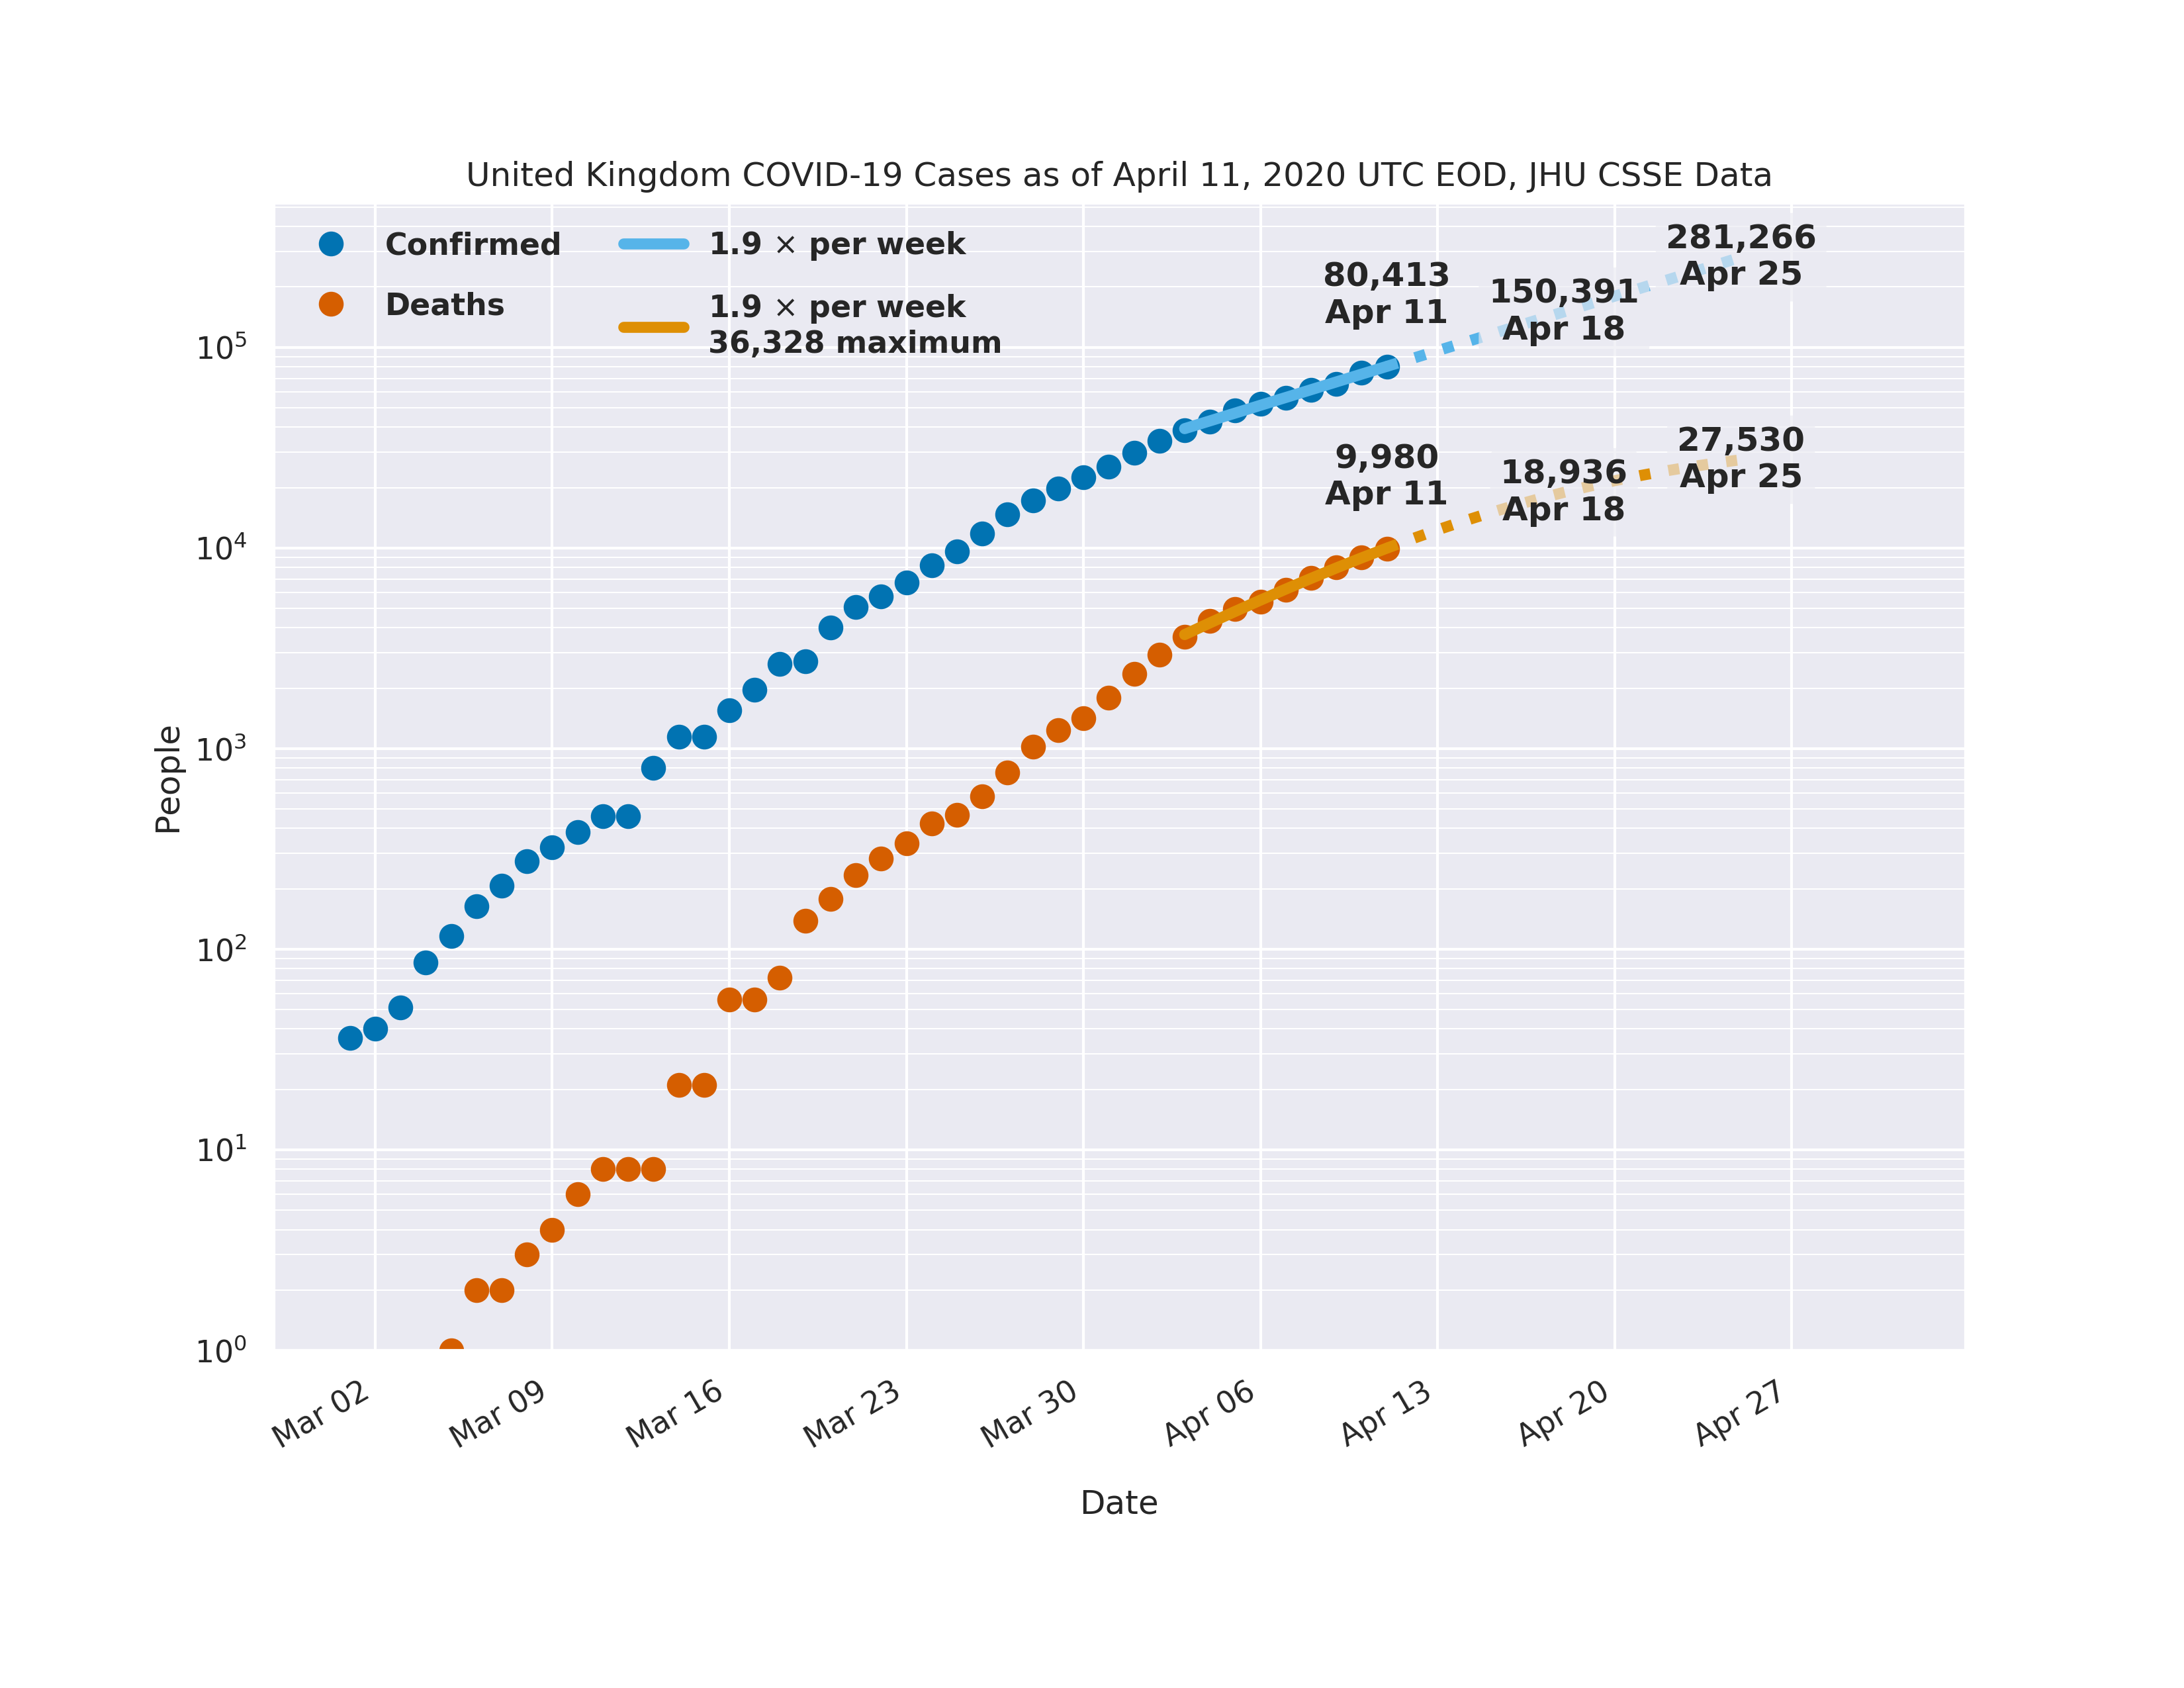 United Kingdom COVID-19 Cases as of April 11, 2020 UTC EOD, JHU CSSE Data
Confirmed
Deaths
1.9 × per week
1.9 × per week
36,328 maximum
80,413
Apr 11
150,391
Apr 18
281,266
Apr 25
9,980
Apr 11
18,936
Apr 18
27,530
Apr 25
People
10⁵
10⁴
10³
10²
10¹
10⁰
Mar 02
Mar 09
Mar 16
Mar 23
Mar 30
Apr 06
Apr 13
Apr 20
Apr 27
Date